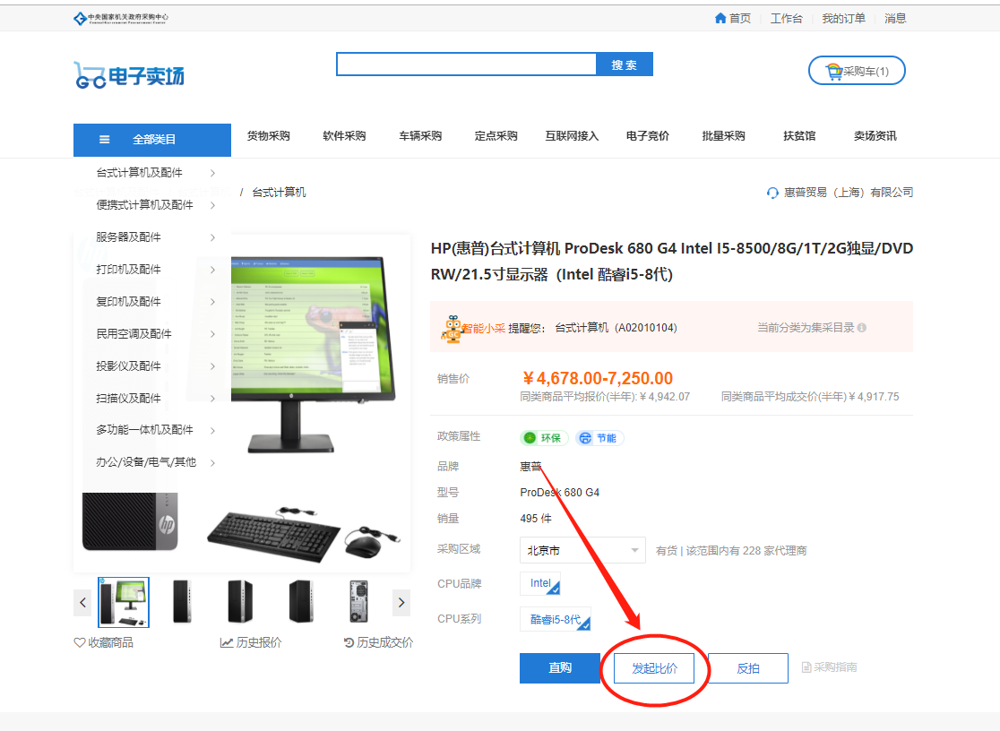 中央国家机关政府采购中心
首页 工作台 我的订单 消息
电子卖场
搜 索
采购车(1)
全部类目
货物采购 软件采购 车辆采购 定点采购 互联网接入 电子竞价 批量采购 扶贫馆 卖场资讯
台式计算机及配件
便携式计算机及配件
服务器及配件
打印机及配件
复印机及配件
民用空调及配件
投影仪及配件
扫描仪及配件
多功能一体机及配件
办公/设备/电气/其他
/ 台式计算机
惠普贸易（上海）有限公司
HP(惠普)台式计算机 ProDesk 680 G4 Intel I5-8500/8G/1T/2G独显/DVD
RW/21.5寸显示器（Intel 酷睿i5-8代)
智能小采 提醒您： 台式计算机（A02010104）
当前分类为集采目录
销售价 ￥4,678.00-7,250.00
同类商品平均报价(半年):￥4,942.07 同类商品平均成交价(半年)￥4,917.75
政策属性 环保 节能
品牌 惠普
型号 ProDesk 680 G4
销量 495 件
采购区域 北京市 有货 | 该范围内有 228 家代理商
CPU品牌 Intel
CPU系列 酷睿i5-8代
直购 发起比价 反拍 采购指南
收藏商品 历史报价 历史成交价